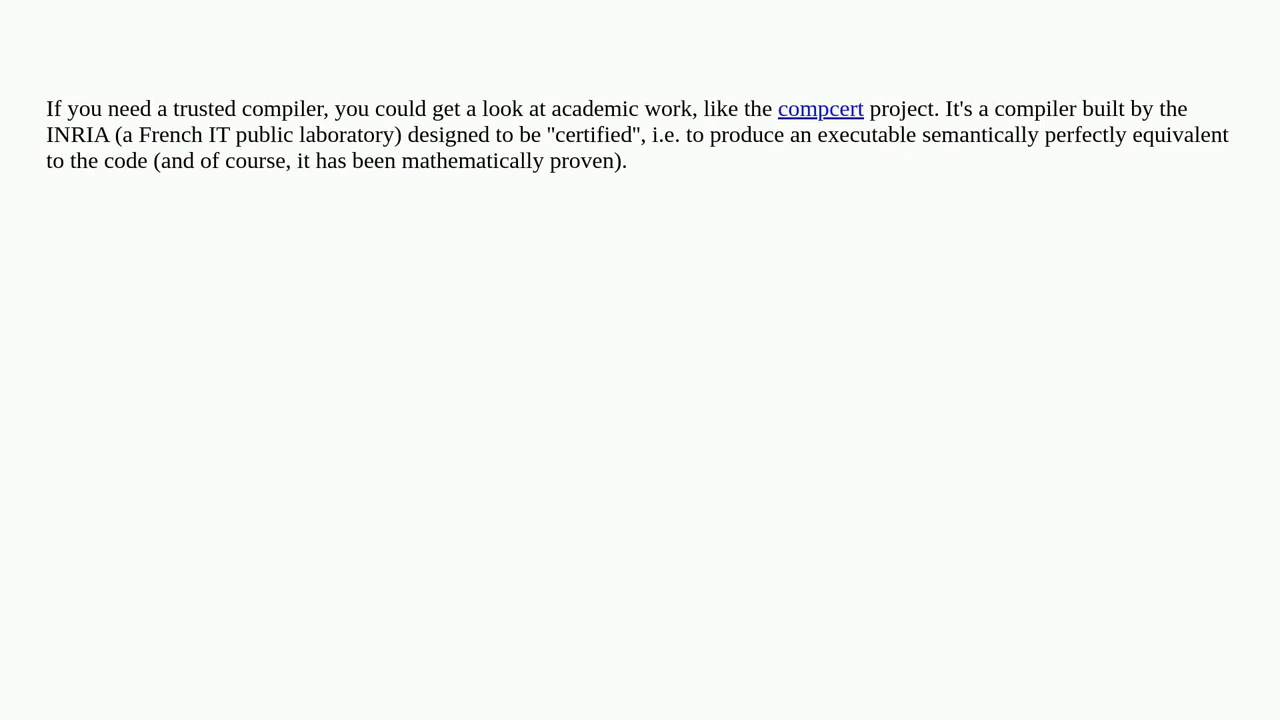 If you need a trusted compiler, you could get a look at academic work, like the compcert project. It's a compiler built by the
INRIA (a French IT public laboratory) designed to be "certified", i.e. to produce an executable semantically perfectly equivalent
to the code (and of course, it has been mathematically proven).